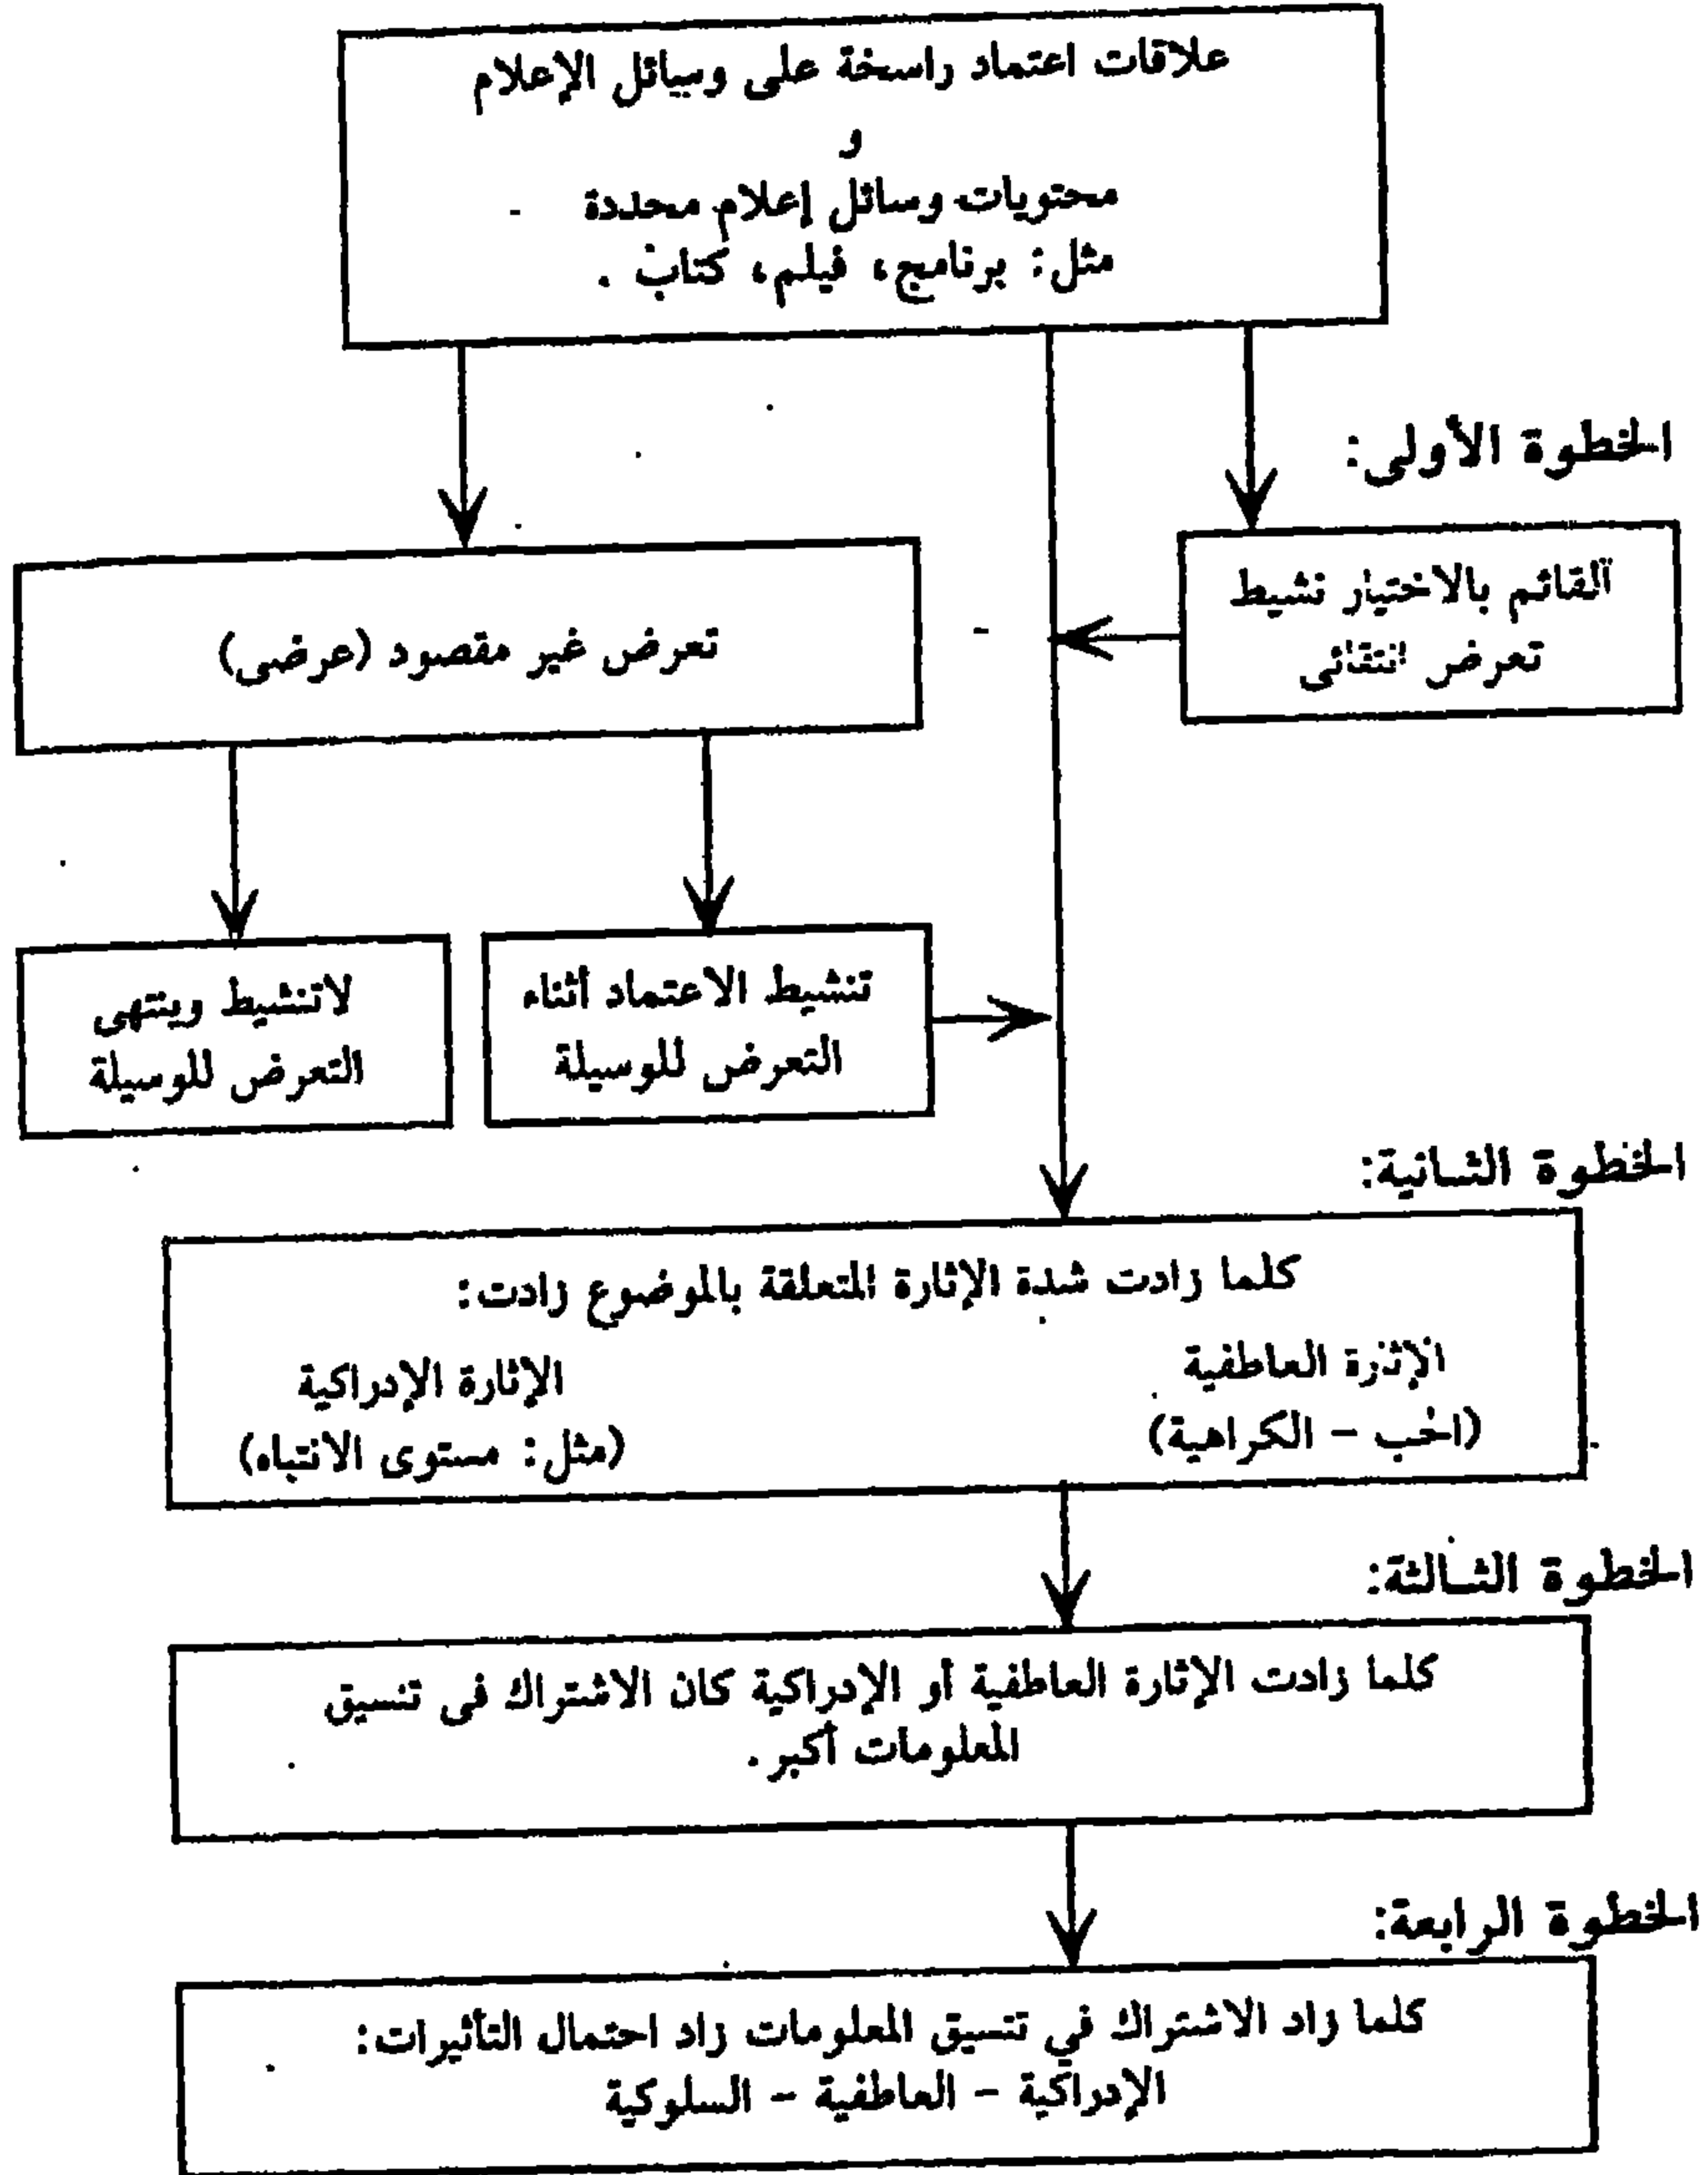 علاقات اعتماد راسخة على وسائل الإعلام
و
محتويات وسائل إعلام محددة
مثل: برنامج، فيلم، كتاب .
الخطوة الأولى:
القائم بالاختيار نشيط
تعرض انتقائى
تعرض غير مقصود (عرضى)
تنشيط الاعتماد أثناء
التعرض للوسيلة
لاتنشيط وينتهى
التعرض للوسيلة
الخطوة الثانية:
كلما زادت شدة الإثارة المتعلقة بالموضوع زادت:
الإثارة العاطفية
(الحب - الكراهية)
الإثارة الإدراكية
(مثل: مستوى الانتباه)
الخطوة الثالثة:
كلما زادت الإثارة العاطفية أو الإدراكية كان الاشتراك فى تنسيق
المعلومات أكبر.
الخطوة الرابعة:
كلما زاد الاشتراك في تنسيق المعلومات زاد احتمال التأثيرات:
الإدراكية - العاطفية - السلوكية